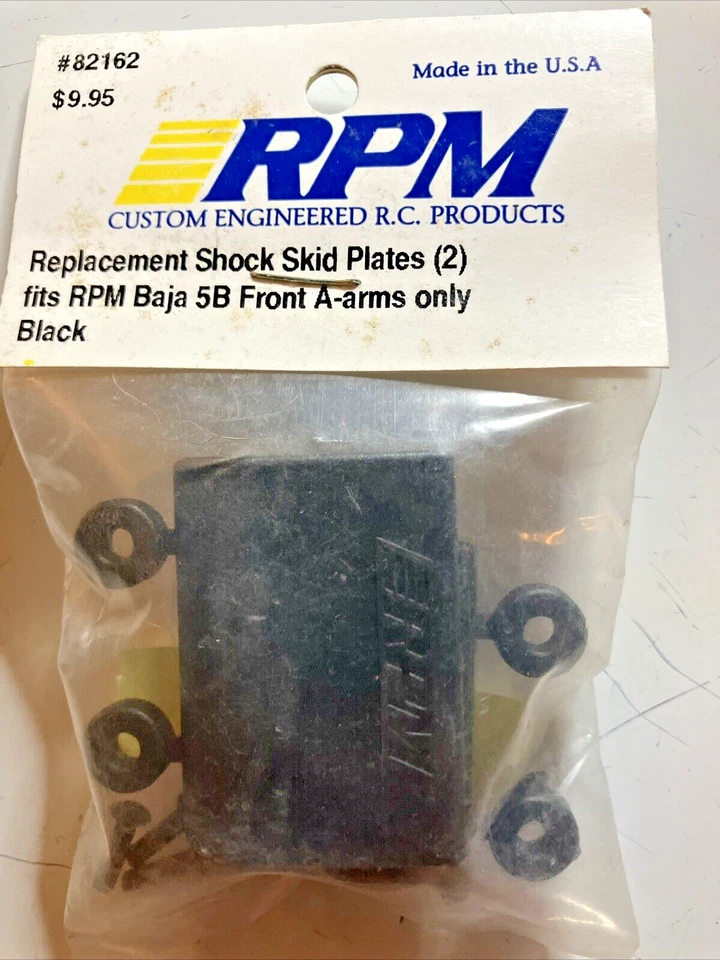 #82162
Made in the U.S.A
$9.95
RPM
CUSTOM ENGINEERED R.C. PRODUCTS
Replacement Shock Skid Plates (2)
fits RPM Baja 5B Front A-arms only
Black
RPM